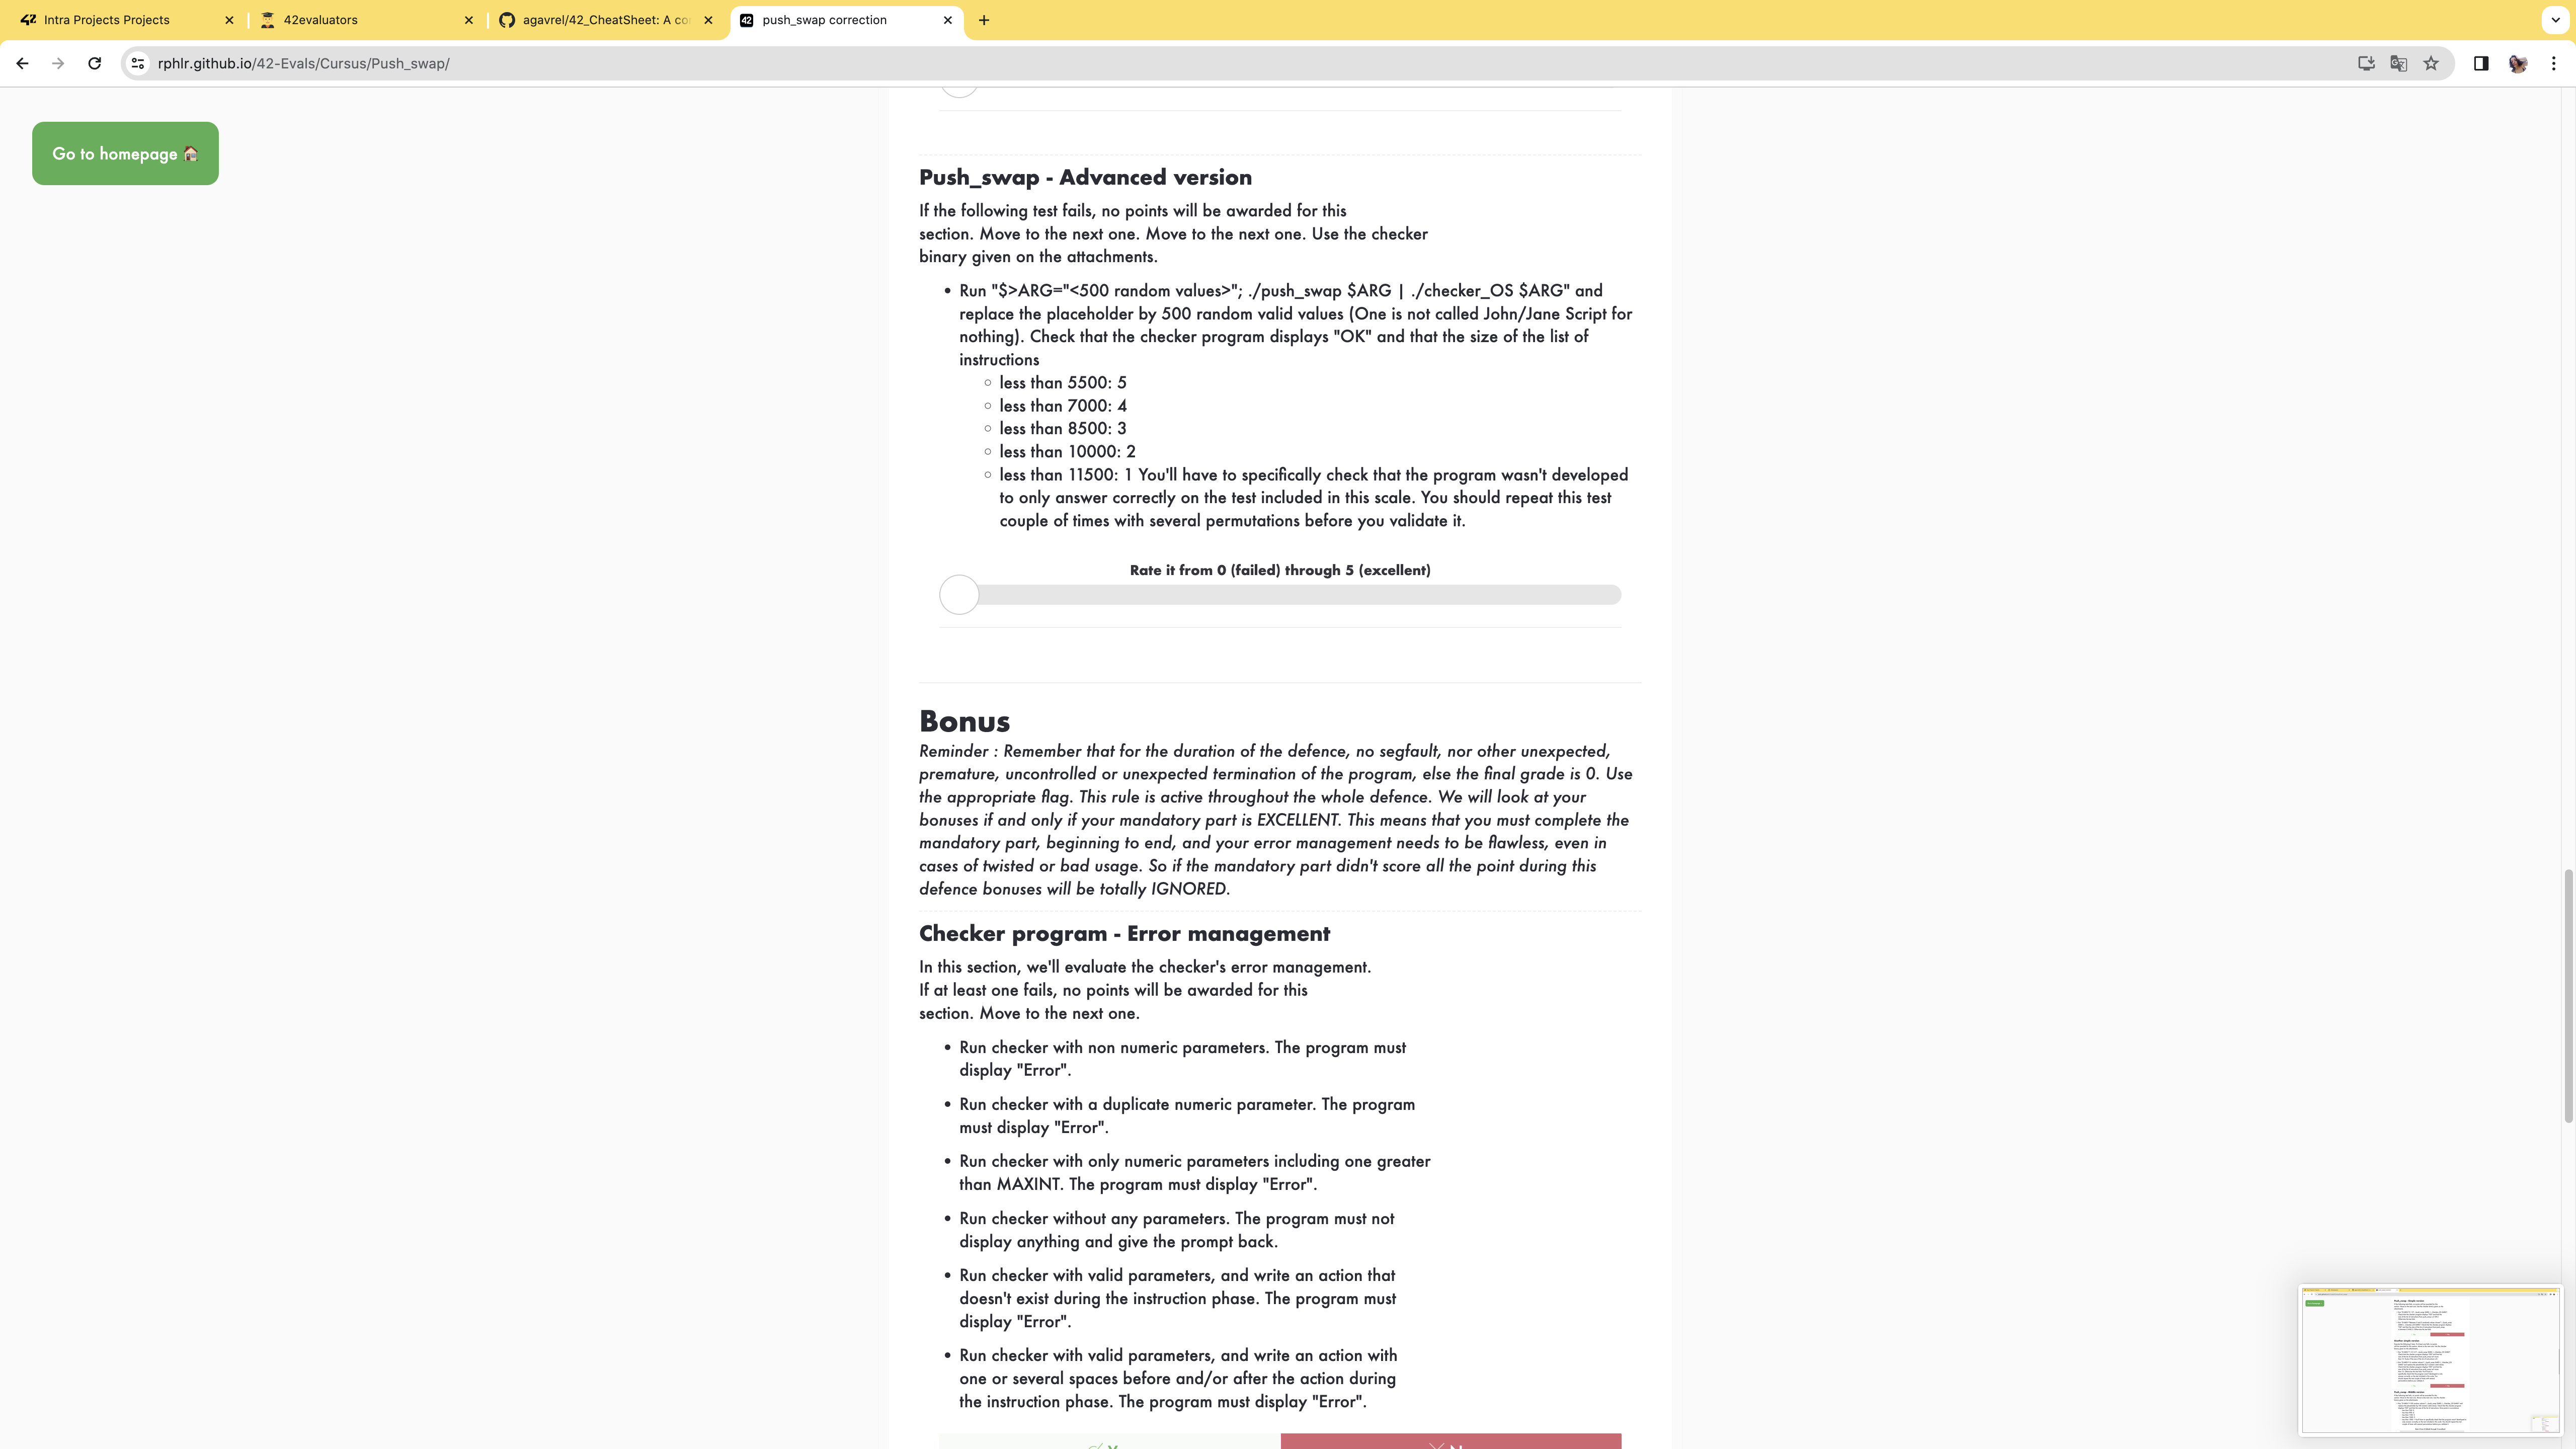 Intra Projects Projects
42evaluators
agavrel/42_CheatSheet: A co
push_swap correction
rphlr.github.io/42-Evals/Cursus/Push_swap/
Go to homepage
Push_swap - Advanced version
If the following test fails, no points will be awarded for this
section. Move to the next one. Move to the next one. Use the checker
binary given on the attachments.
• Run "$>ARG="<500 random values>"; ./push_swap $ARG | ./checker_OS $ARG" and
replace the placeholder by 500 random valid values (One is not called John/Jane Script for
nothing). Check that the checker program displays "OK" and that the size of the list of
instructions
◦ less than 5500: 5
◦ less than 7000: 4
◦ less than 8500: 3
◦ less than 10000: 2
◦ less than 11500: 1 You'll have to specifically check that the program wasn't developed
to only answer correctly on the test included in this scale. You should repeat this test
couple of times with several permutations before you validate it.
Rate it from 0 (failed) through 5 (excellent)
Bonus
Reminder : Remember that for the duration of the defence, no segfault, nor other unexpected,
premature, uncontrolled or unexpected termination of the program, else the final grade is 0. Use
the appropriate flag. This rule is active throughout the whole defence. We will look at your
bonuses if and only if your mandatory part is EXCELLENT. This means that you must complete the
mandatory part, beginning to end, and your error management needs to be flawless, even in
cases of twisted or bad usage. So if the mandatory part didn't score all the point during this
defence bonuses will be totally IGNORED.
Checker program - Error management
In this section, we'll evaluate the checker's error management.
If at least one fails, no points will be awarded for this
section. Move to the next one.
• Run checker with non numeric parameters. The program must
display "Error".
• Run checker with a duplicate numeric parameter. The program
must display "Error".
• Run checker with only numeric parameters including one greater
than MAXINT. The program must display "Error".
• Run checker without any parameters. The program must not
display anything and give the prompt back.
• Run checker with valid parameters, and write an action that
doesn't exist during the instruction phase. The program must
display "Error".
• Run checker with valid parameters, and write an action with
one or several spaces before and/or after the action during
the instruction phase. The program must display "Error".